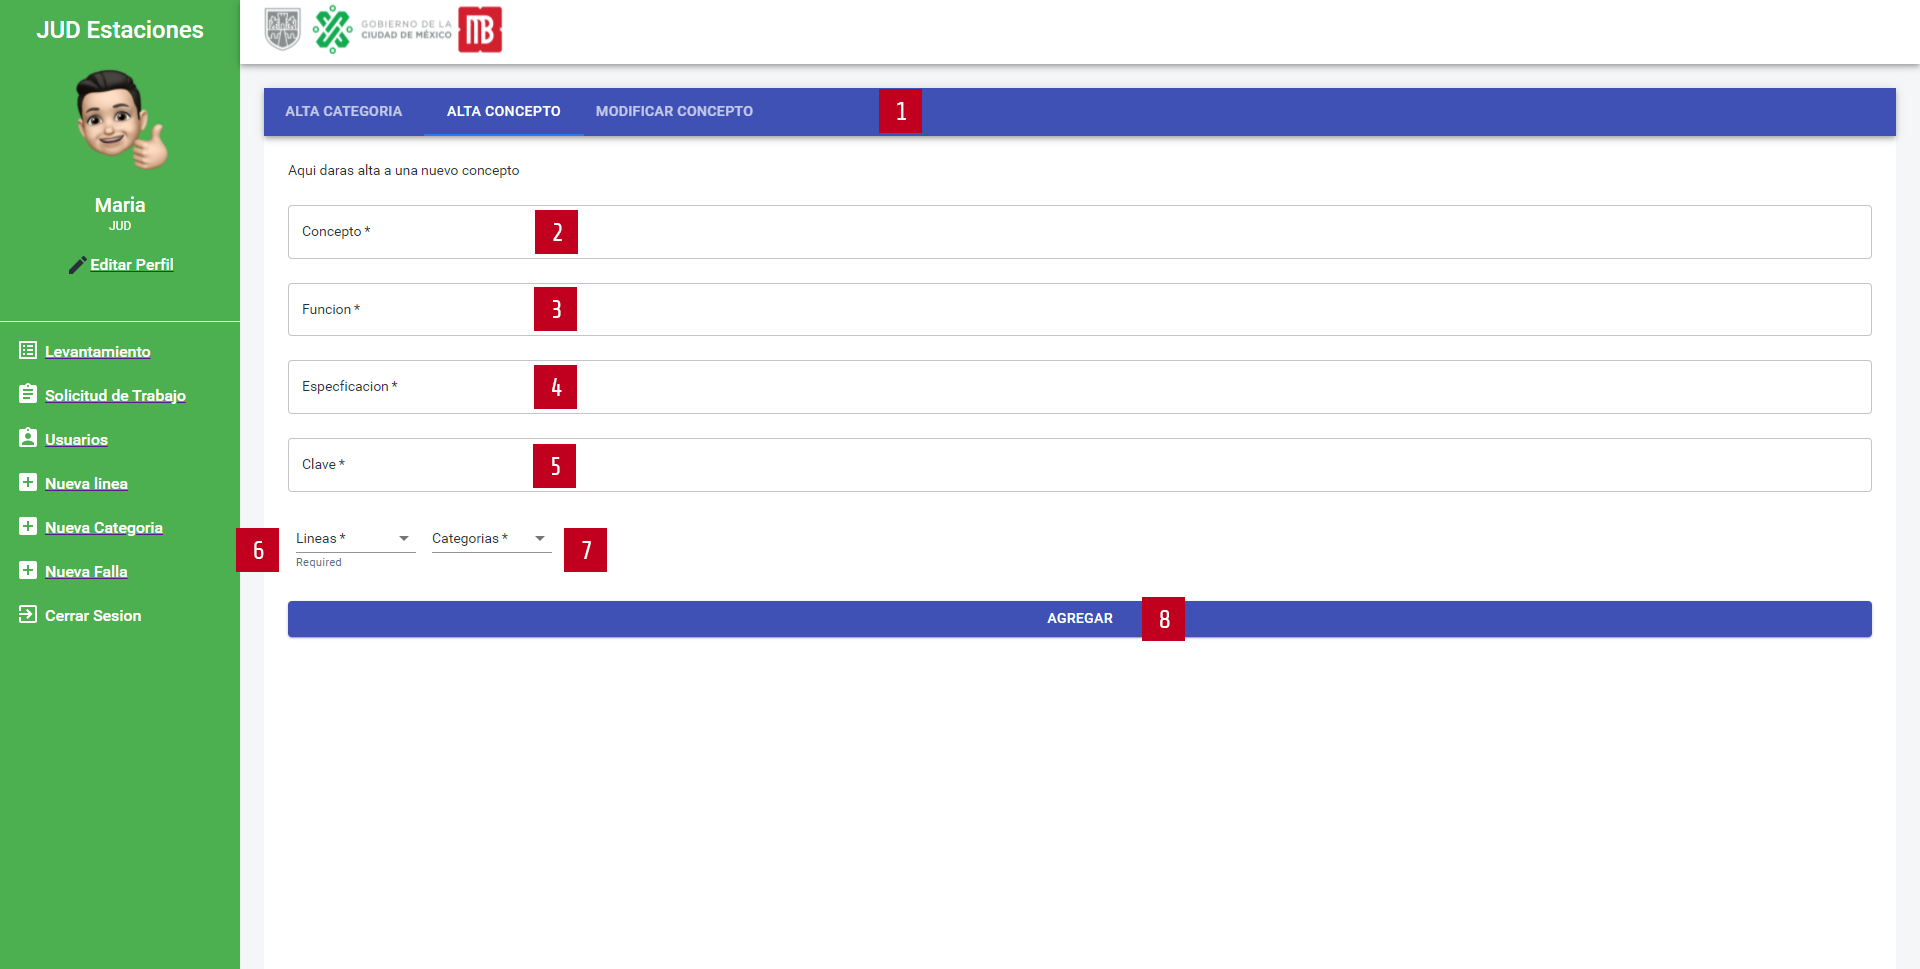 JUD Estaciones
Maria
JUD
Editar Perfil
Levantamiento
Solicitud de Trabajo
Usuarios
Nueva linea
Nueva Categoria
Nueva Falla
Cerrar Sesion
GOBIERNO DE LA
CIUDAD DE MÉXICO
MB
ALTA CATEGORIA ALTA CONCEPTO MODIFICAR CONCEPTO 1
Aqui daras alta a una nuevo concepto
Concepto * 2
Funcion * 3
Especficacion * 4
Clave * 5
6 Lineas * Categorias * 7
Required
AGREGAR 8